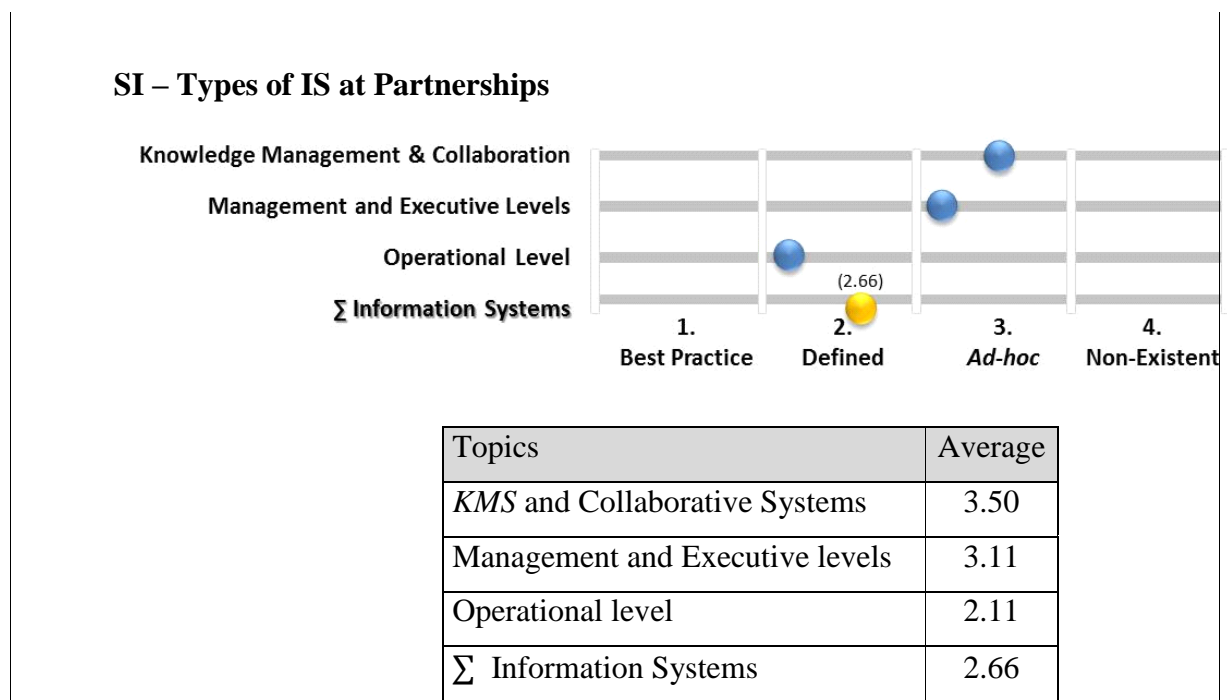 SI – Types of IS at Partnerships
Knowledge Management & Collaboration
Management and Executive Levels
Operational Level
(2.66)
∑ Information Systems
1. 2. 3. 4.
Best Practice Defined Ad-hoc Non-Existent
Topics Average
KMS and Collaborative Systems 3.50
Management and Executive levels 3.11
Operational level 2.11
∑ Information Systems 2.66